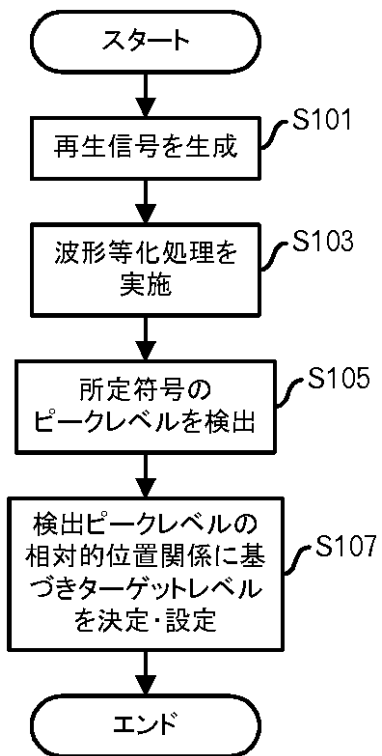 スタート
再生信号を生成
S101
波形等化処理を
実施
S103
所定符号の
ピークレベルを検出
S105
検出ピークレベルの
相対的位置関係に基
づきターゲットレベル
を決定・設定
S107
エンド